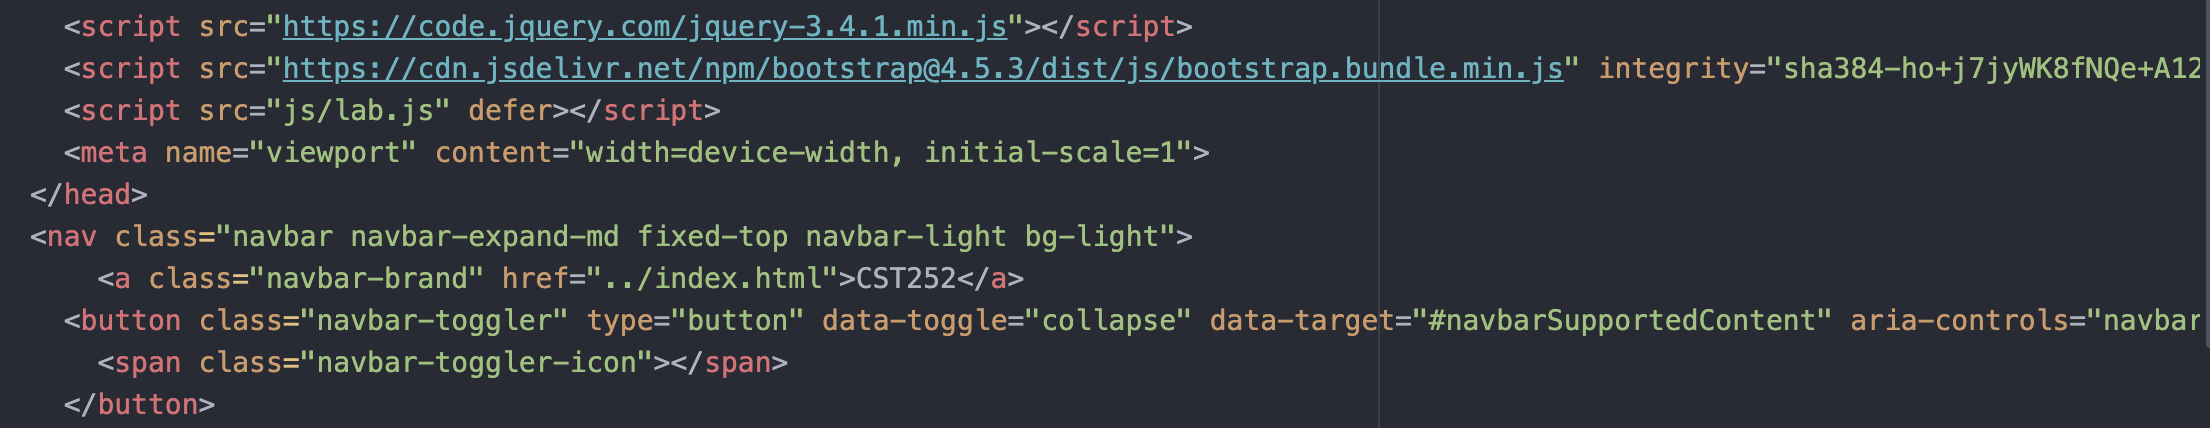 <script src="https://code.jquery.com/jquery-3.4.1.min.js"></script>
<script src="https://cdn.jsdelivr.net/npm/bootstrap@4.5.3/dist/js/bootstrap.bundle.min.js" integrity="sha384-ho+j7jyWK8fNQe+A12
<script src="js/lab.js" defer></script>
<meta name="viewport" content="width=device-width, initial-scale=1">
</head>
<nav class="navbar navbar-expand-md fixed-top navbar-light bg-light">
<a class="navbar-brand" href="../index.html">CST252</a>
<button class="navbar-toggler" type="button" data-toggle="collapse" data-target="#navbarSupportedContent" aria-controls="navbar
<span class="navbar-toggler-icon"></span>
</button>